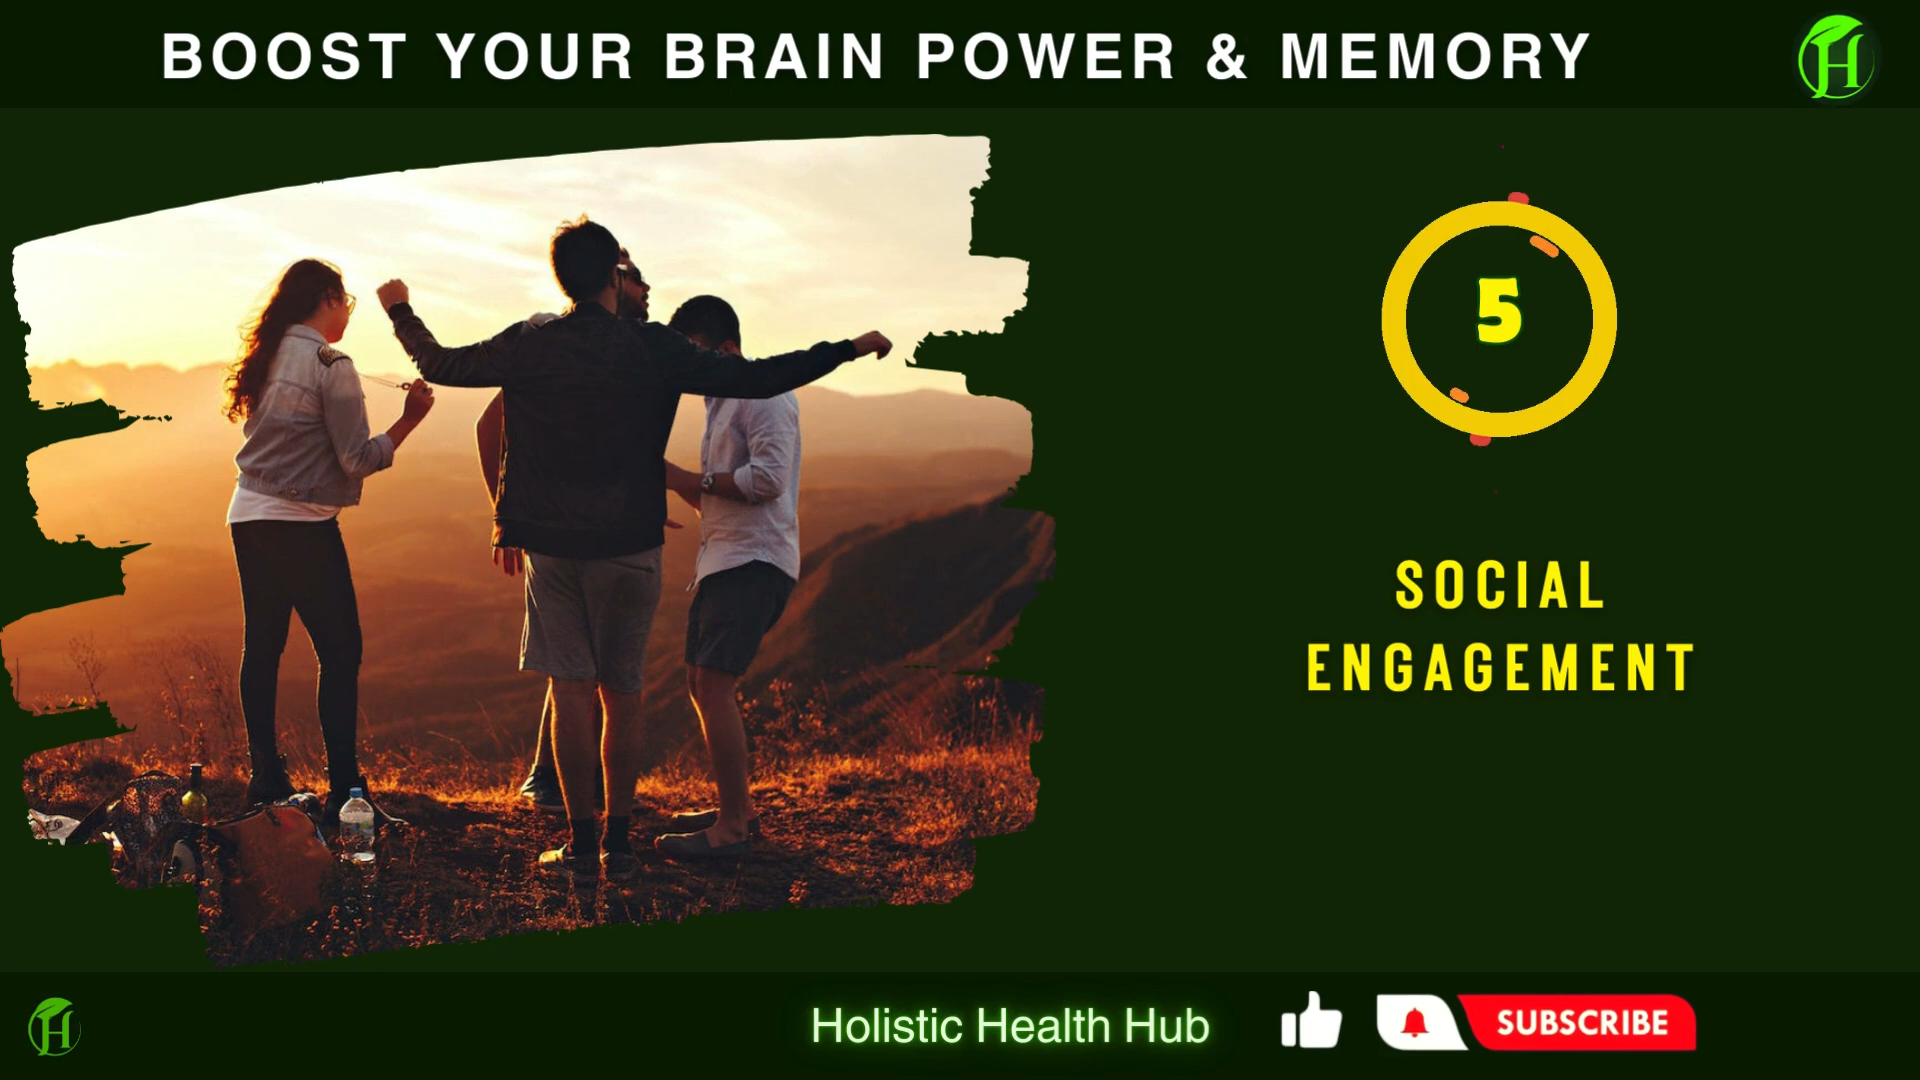 BOOST YOUR BRAIN POWER & MEMORY
H
5
SOCIAL
ENGAGEMENT
H
Holistic Health Hub
SUBSCRIBE